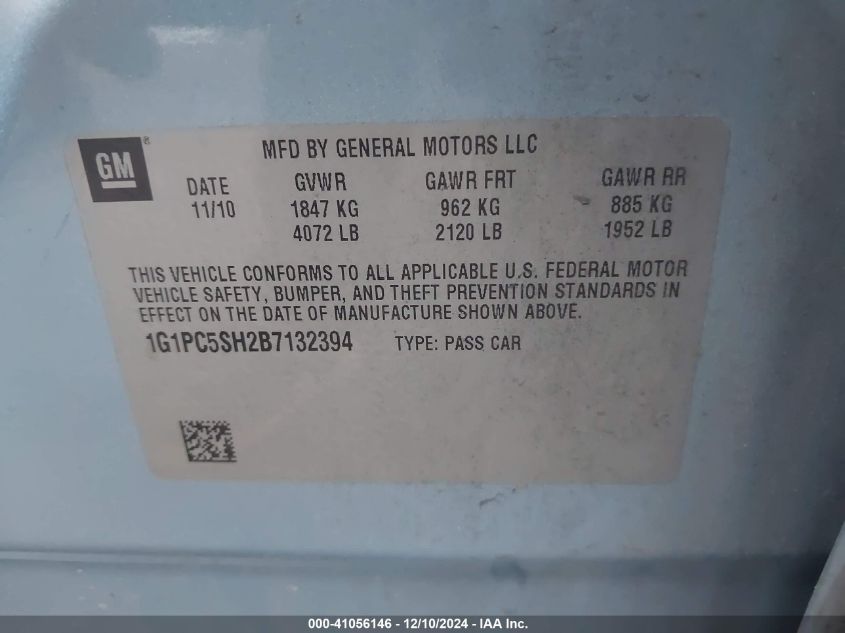 GM®
MFD BY GENERAL MOTORS LLC
DATE GVWR GAWR FRT GAWR RR
11/10 1847 KG 962 KG 885 KG
4072 LB 2120 LB 1952 LB
THIS VEHICLE CONFORMS TO ALL APPLICABLE U.S. FEDERAL MOTOR
VEHICLE SAFETY, BUMPER, AND THEFT PREVENTION STANDARDS IN
EFFECT ON THE DATE OF MANUFACTURE SHOWN ABOVE.
1G1PC5SH2B7132394 TYPE: PASS CAR
000-41056146 - 12/10/2024 - IAA Inc.